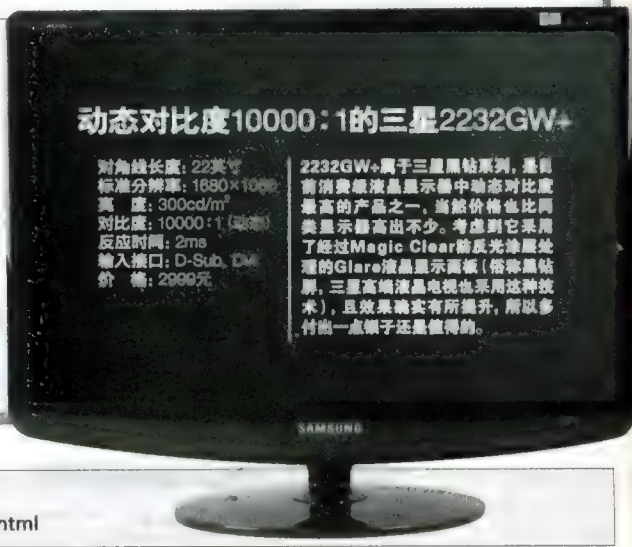 动态对比度10000：1的三星2232GW+
对角线长度：22英寸
标准分辨率：1680×1050
亮 度：300cd/m²
对比度：10000：1（动态）
反应时间：2ms
输入接口：D-Sub、DVI
价 格：2999元
2232GW+属于三星黑钻系列，是目
前消费级液晶显示器中动态对比度
最高的产品之一，当然价格也比同
类显示器高出不少。考虑到它采用
了经过Magic Clear防反光涂层处
理的Glare液晶显示面板（俗称黑钻
屏，三星高端液晶电视也采用这种技
术），且效果确实有所提升，所以多
付出一点银子还是值得的。
SAMSUNG
html